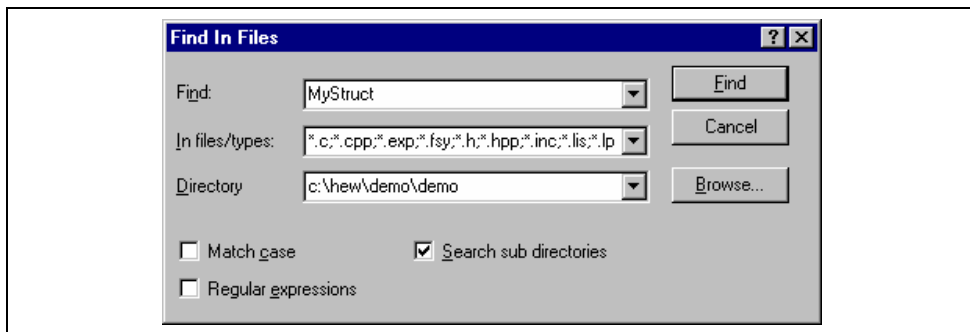 Find In Files
Find: MyStruct Find
In files/types: *.c;*.cpp;*.exp;*.fsy;*.h;*.hpp;*.inc;*.lis;*.lp Cancel
Directory c:\hew\demo\demo Browse...
Match case Search sub directories
Regular expressions